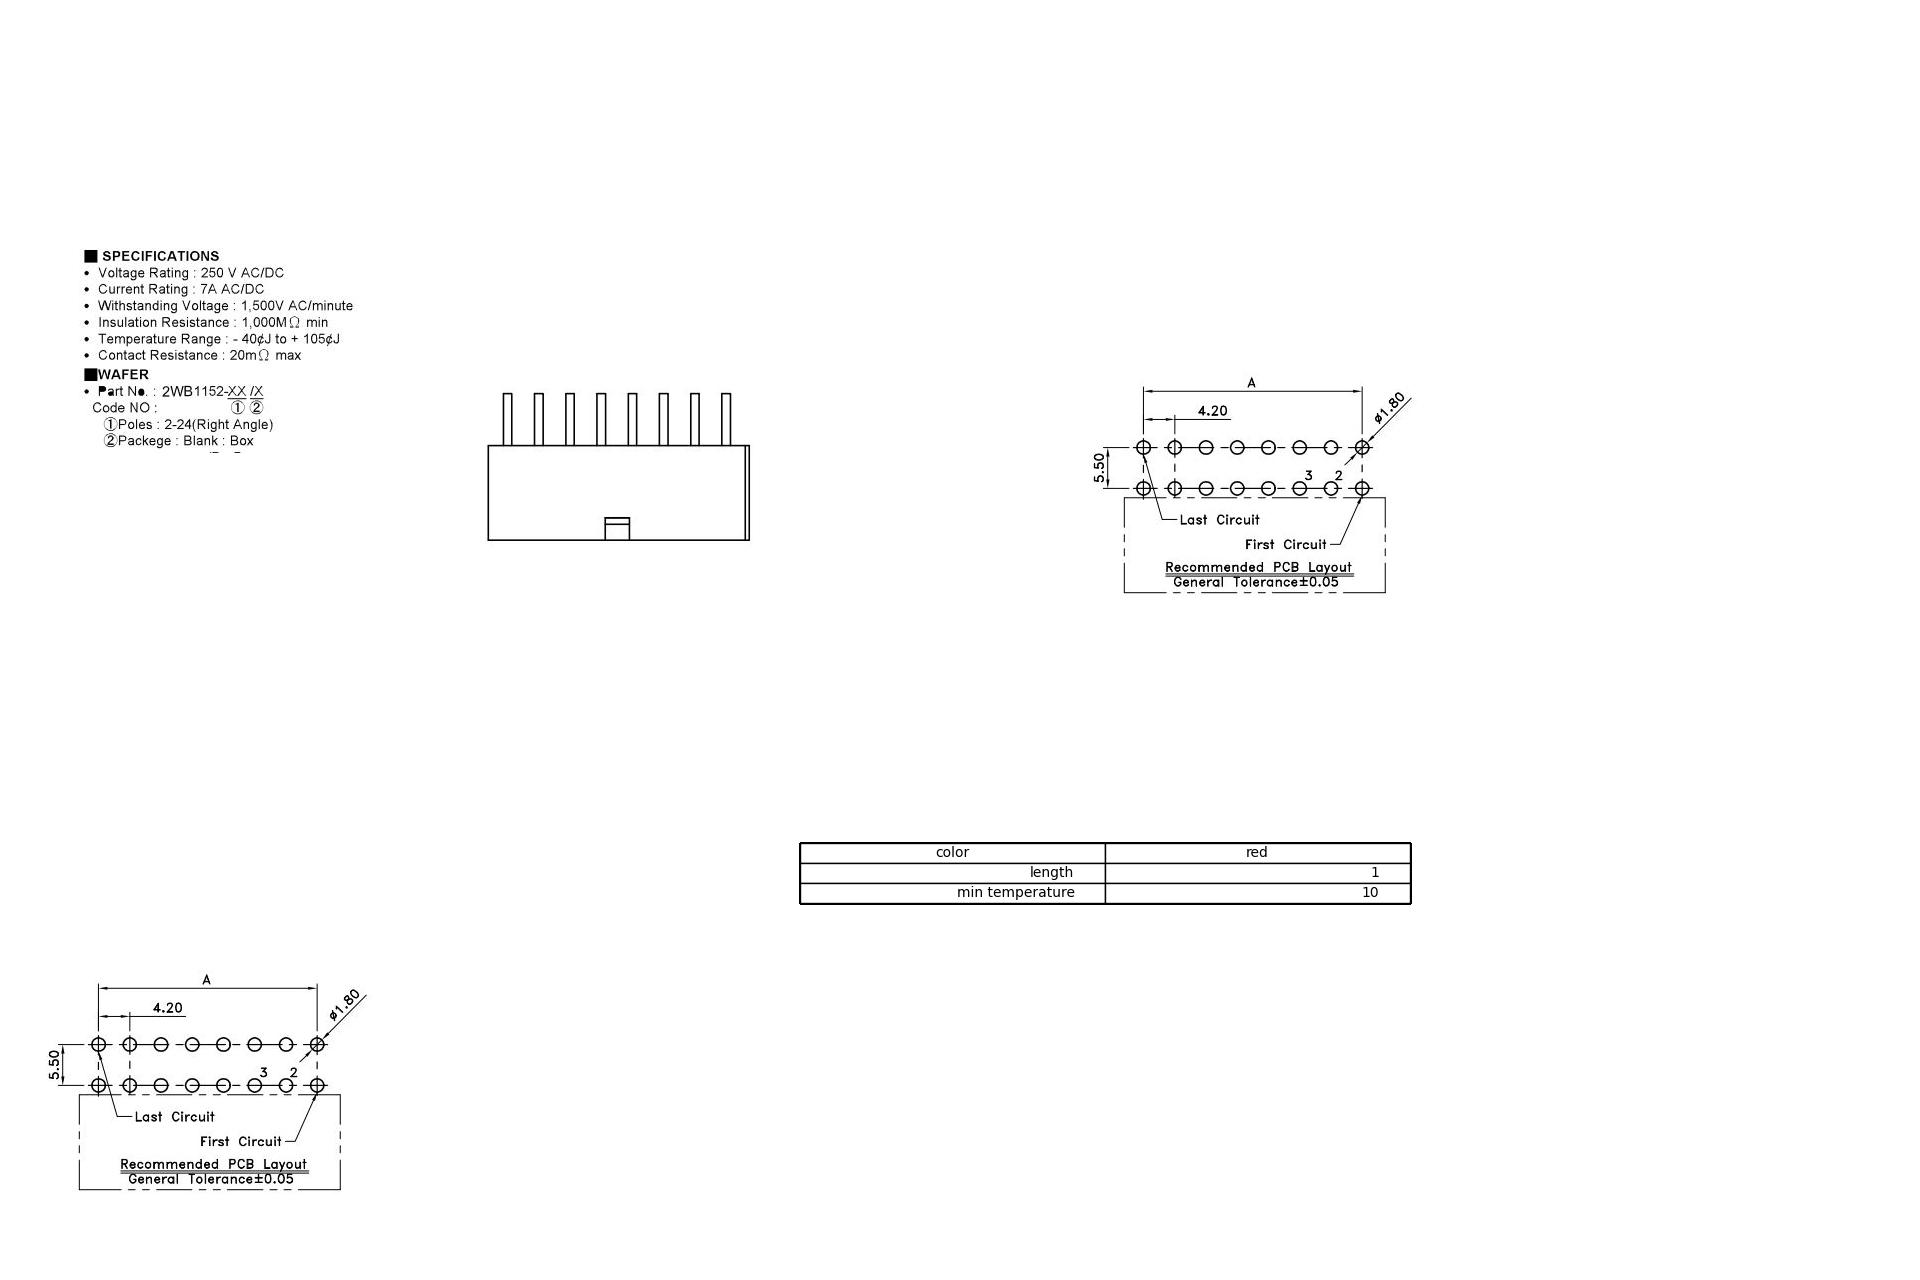 ■ SPECIFICATIONS
• Voltage Rating : 250 V AC/DC
• Current Rating : 7A AC/DC
• Withstanding Voltage : 1,500V AC/minute
• Insulation Resistance : 1,000MΩ min
• Temperature Range : - 40¢J to + 105¢J
• Contact Resistance : 20mΩ max
■WAFER
• Part No. : 2WB1152-XX /X
Code NO : ① ②
①Poles : 2-24(Right Angle)
②Packege : Blank : Box
A
4.20
ø1.80
5.50
3 2
Last Circuit
First Circuit
Recommended PCB Layout
General Tolerance±0.05
color red
length 1
min temperature 10
A
4.20
ø1.80
5.50
3 2
Last Circuit
First Circuit
Recommended PCB Layout
General Tolerance±0.05